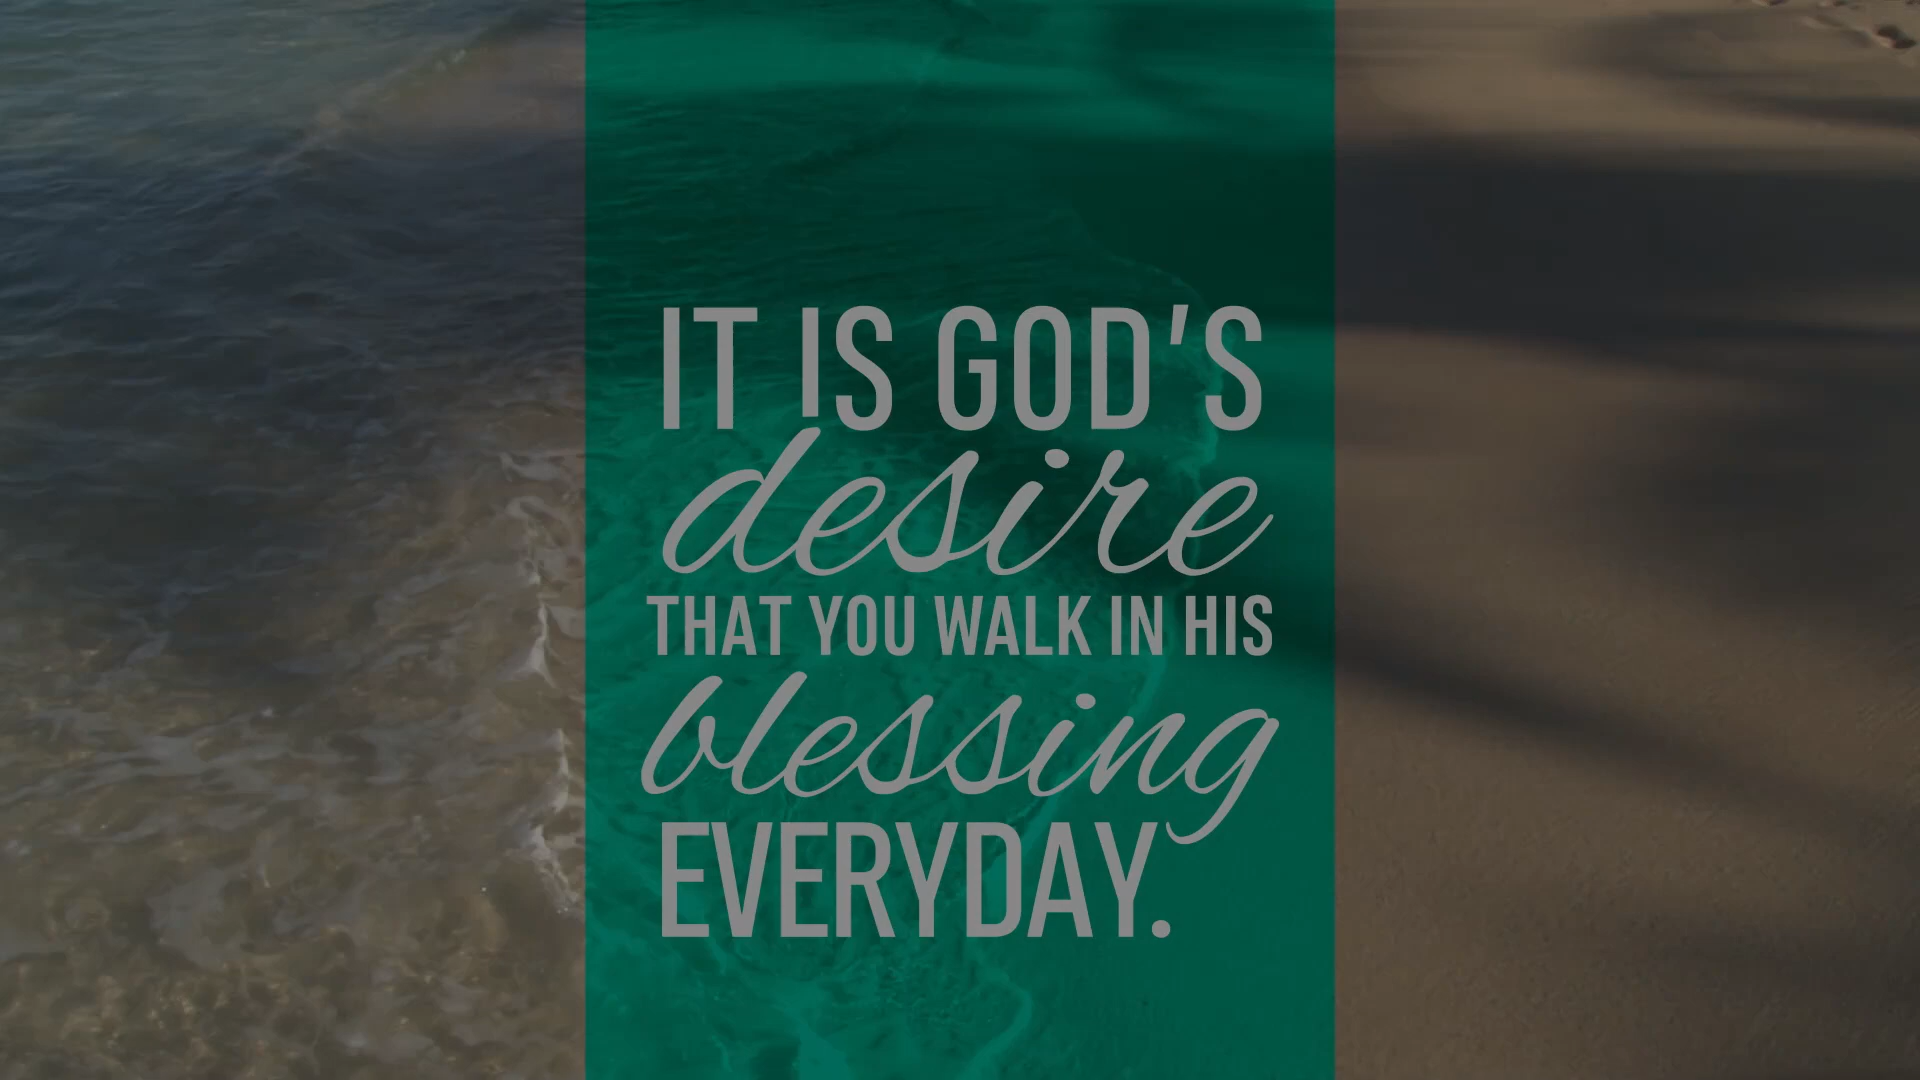 IT IS GOD'S
desire
THAT YOU WALK IN HIS
blessing
EVERYDAY.